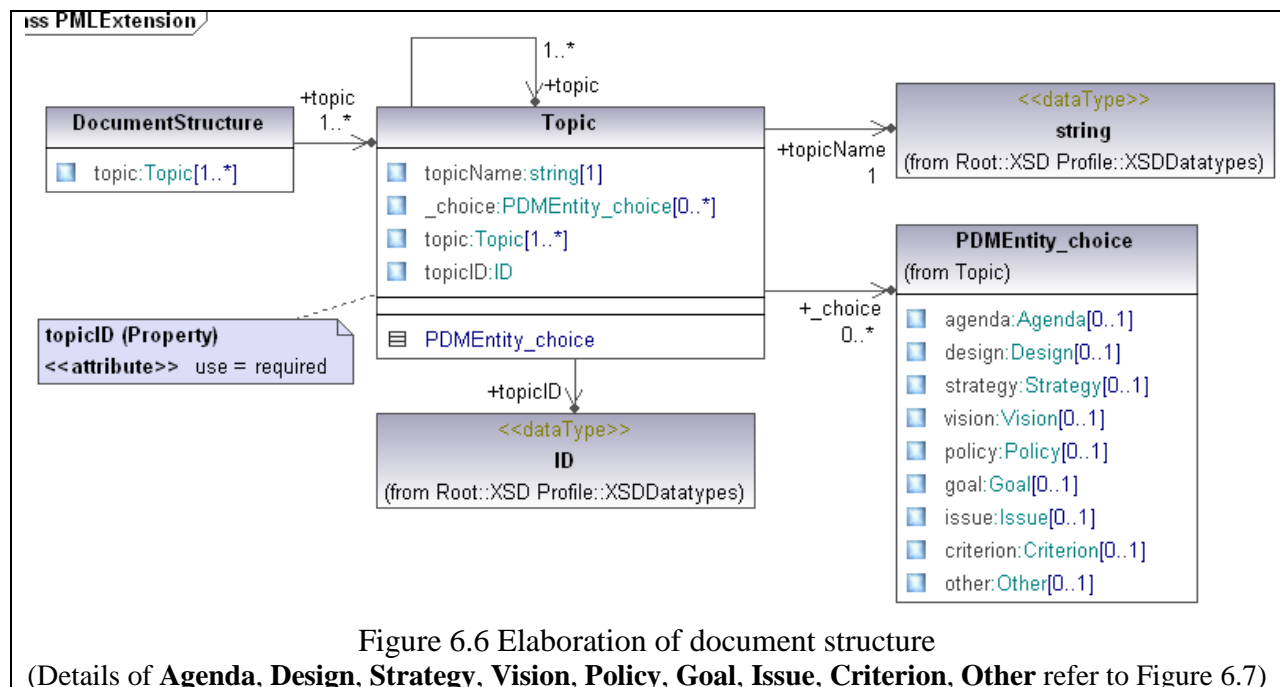 ıss PMLExtension
1..*
+topic
+topic
1..*
DocumentStructure
topic:Topic[1..*]
Topic
topicName:string[1]
_choice:PDMEntity_choice[0..*]
topic:Topic[1..*]
topicID:ID
PDMEntity_choice
+topicName
1
<<dataType>>
string
(from Root::XSD Profile::XSDDatatypes)
+_choice
0..*
PDMEntity_choice
(from Topic)
agenda:Agenda[0..1]
design:Design[0..1]
strategy:Strategy[0..1]
vision:Vision[0..1]
policy:Policy[0..1]
goal:Goal[0..1]
issue:Issue[0..1]
criterion:Criterion[0..1]
other:Other[0..1]
topicID (Property)
<<attribute>> use = required
+topicID
<<dataType>>
ID
(from Root::XSD Profile::XSDDatatypes)
Figure 6.6 Elaboration of document structure
(Details of Agenda, Design, Strategy, Vision, Policy, Goal, Issue, Criterion, Other refer to Figure 6.7)